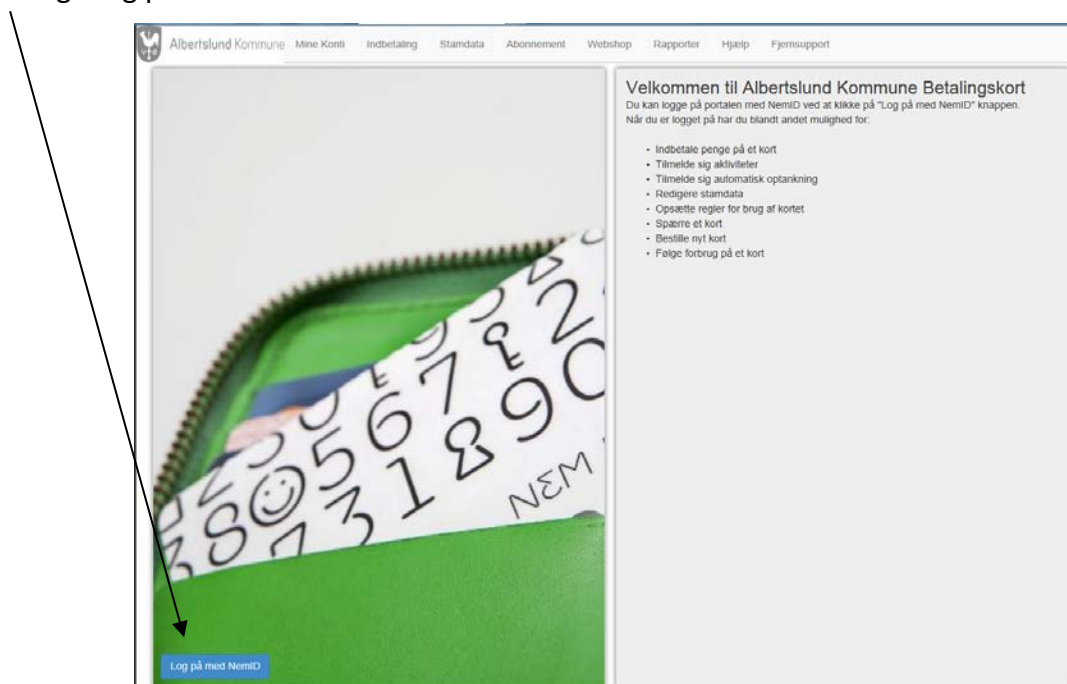 Albertslund Kommune Mine Konti Indbetaling Stamdata Abonnement Webshop Rapporter Hjælp Fjernsupport
Velkommen til Albertslund Kommune Betalingskort
Du kan logge på portalen med NemID ved at klikke på "Log på med NemID" knappen.
Når du er logget på har du blandt andet mulighed for:
• Indbetale penge på et kort
• Tilmelde sig aktiviteter
• Tilmelde sig automatisk optankning
• Redigere stamdata
• Opsætte regler for brug af kortet
• Spærre et kort
• Bestille nyt kort
• Følge forbrug på et kort
567
731890
NEM
Log på med NemID